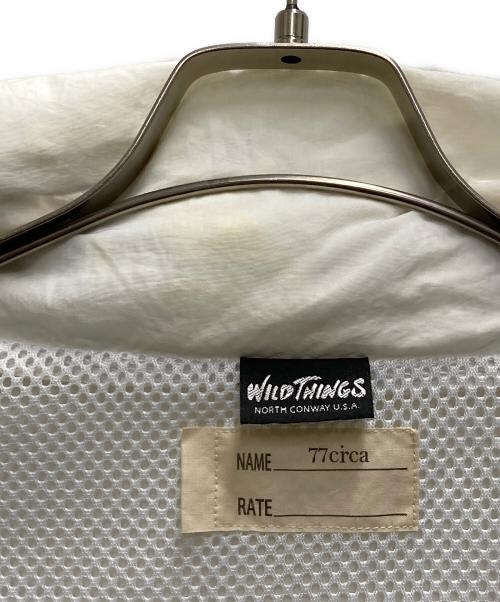 WILDTHINGS
NORTH CONWAY U.S.A.
NAME 77circa
RATE